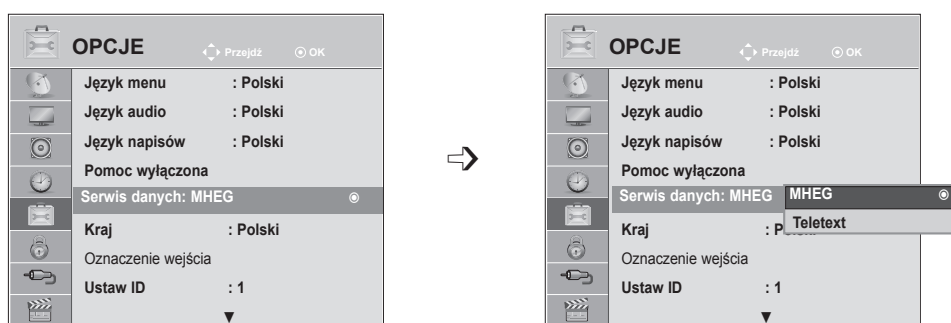 OPCJE Przejdź OK
Język menu : Polski
Język audio : Polski
Język napisów : Polski
Pomoc wyłączona
Serwis danych: MHEG
Kraj : Polski
Oznaczenie wejścia
Ustaw ID : 1
OPCJE Przejdź OK
Język menu : Polski
Język audio : Polski
Język napisów : Polski
Pomoc wyłączona
Serwis danych: MHEG MHEG
Teletext
Kraj : P
Oznaczenie wejścia
Ustaw ID : 1